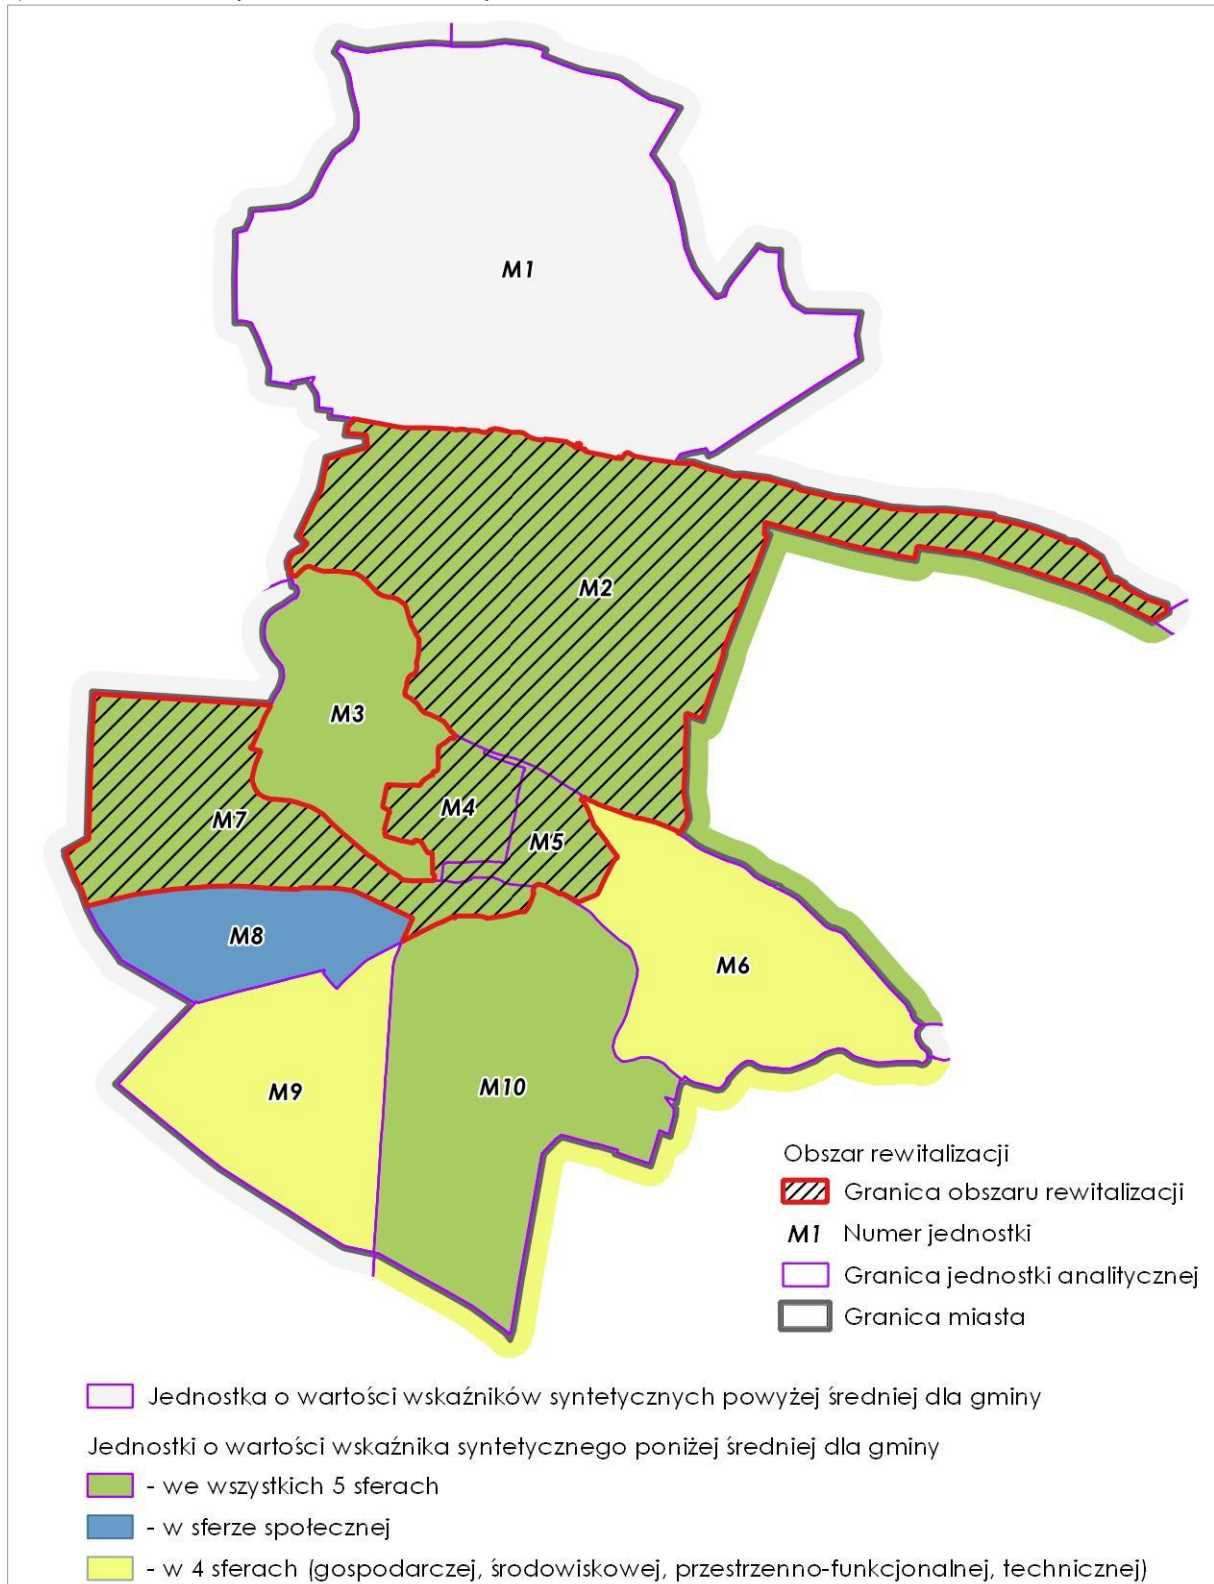 M1
M2
M3
M4
M5
M7
M8
M6
M9
M10
Obszar rewitalizacji
Granica obszaru rewitalizacji
M1 Numer jednostki
Granica jednostki analitycznej
Granica miasta
Jednostka o wartości wskaźników syntetycznych powyżej średniej dla gminy
Jednostki o wartości wskaźnika syntetycznego poniżej średniej dla gminy
- we wszystkich 5 sferach
- w sferze społecznej
- w 4 sferach (gospodarczej, środowiskowej, przestrzenno-funkcjonalnej, technicznej)